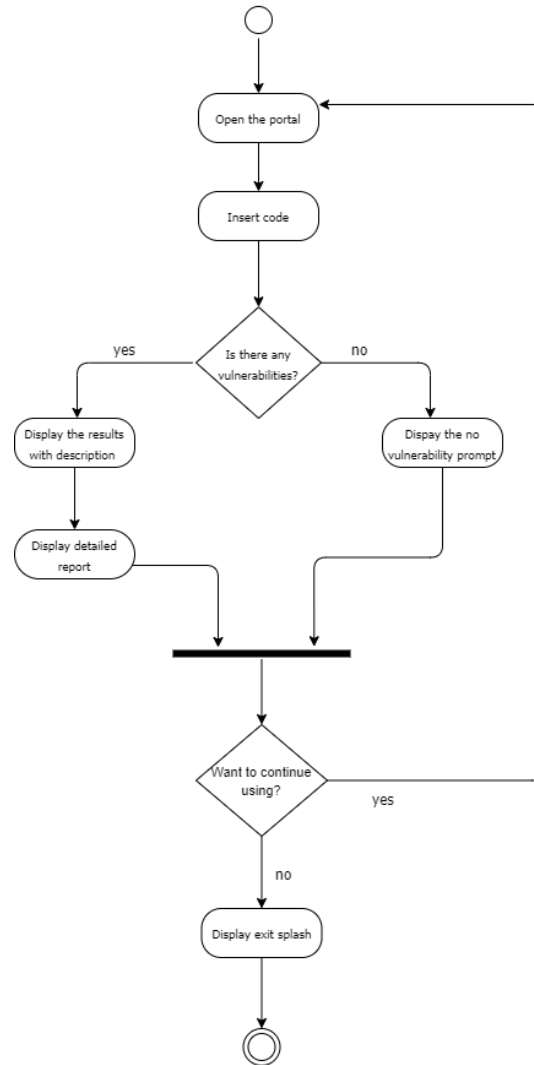 Open the portal
Insert code
Is there any
vulnerabilities?
yes
no
Display the results
with description
Dispay the no
vulnerability prompt
Display detailed
report
Want to continue
using?
yes
no
Display exit splash